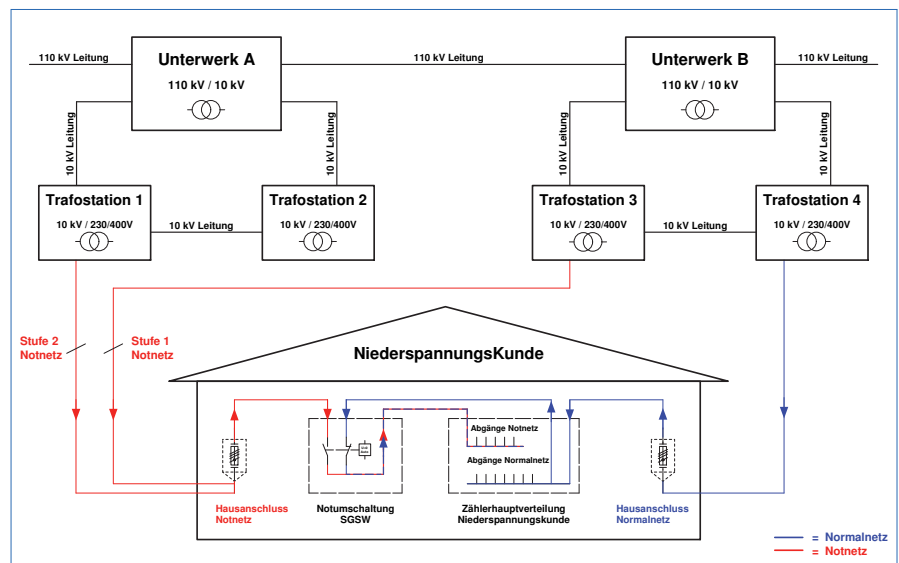 110 kV Leitung
Unterwerk A
110 kV / 10 kV
110 kV Leitung
Unterwerk B
110 kV / 10 kV
110 kV Leitung
10 kV Leitung
10 kV Leitung
10 kV Leitung
10 kV Leitung
Trafostation 1
10 kV / 230/400V
10 kV Leitung
Trafostation 2
10 kV / 230/400V
Trafostation 3
10 kV / 230/400V
10 kV Leitung
Trafostation 4
10 kV / 230/400V
Stufe 2
Notnetz
Stufe 1
Notnetz
NiederspannungsKunde
Abgänge Notnetz
Abgänge Normalnetz
Hausanschluss
Notnetz
Notumschaltung
SGSW
Zählerhauptverteilung
Niederspannungskunde
Hausanschluss
Normalnetz
= Normalnetz
= Notnetz